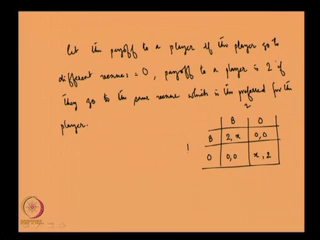 Let the payoff to a player if the player go to
different venues = 0, payoff to a player is 2 if
they go to the same venue which is the preferred for the
player.
2
B O
1 B 2, x 0,0
O 0,0 x, 2